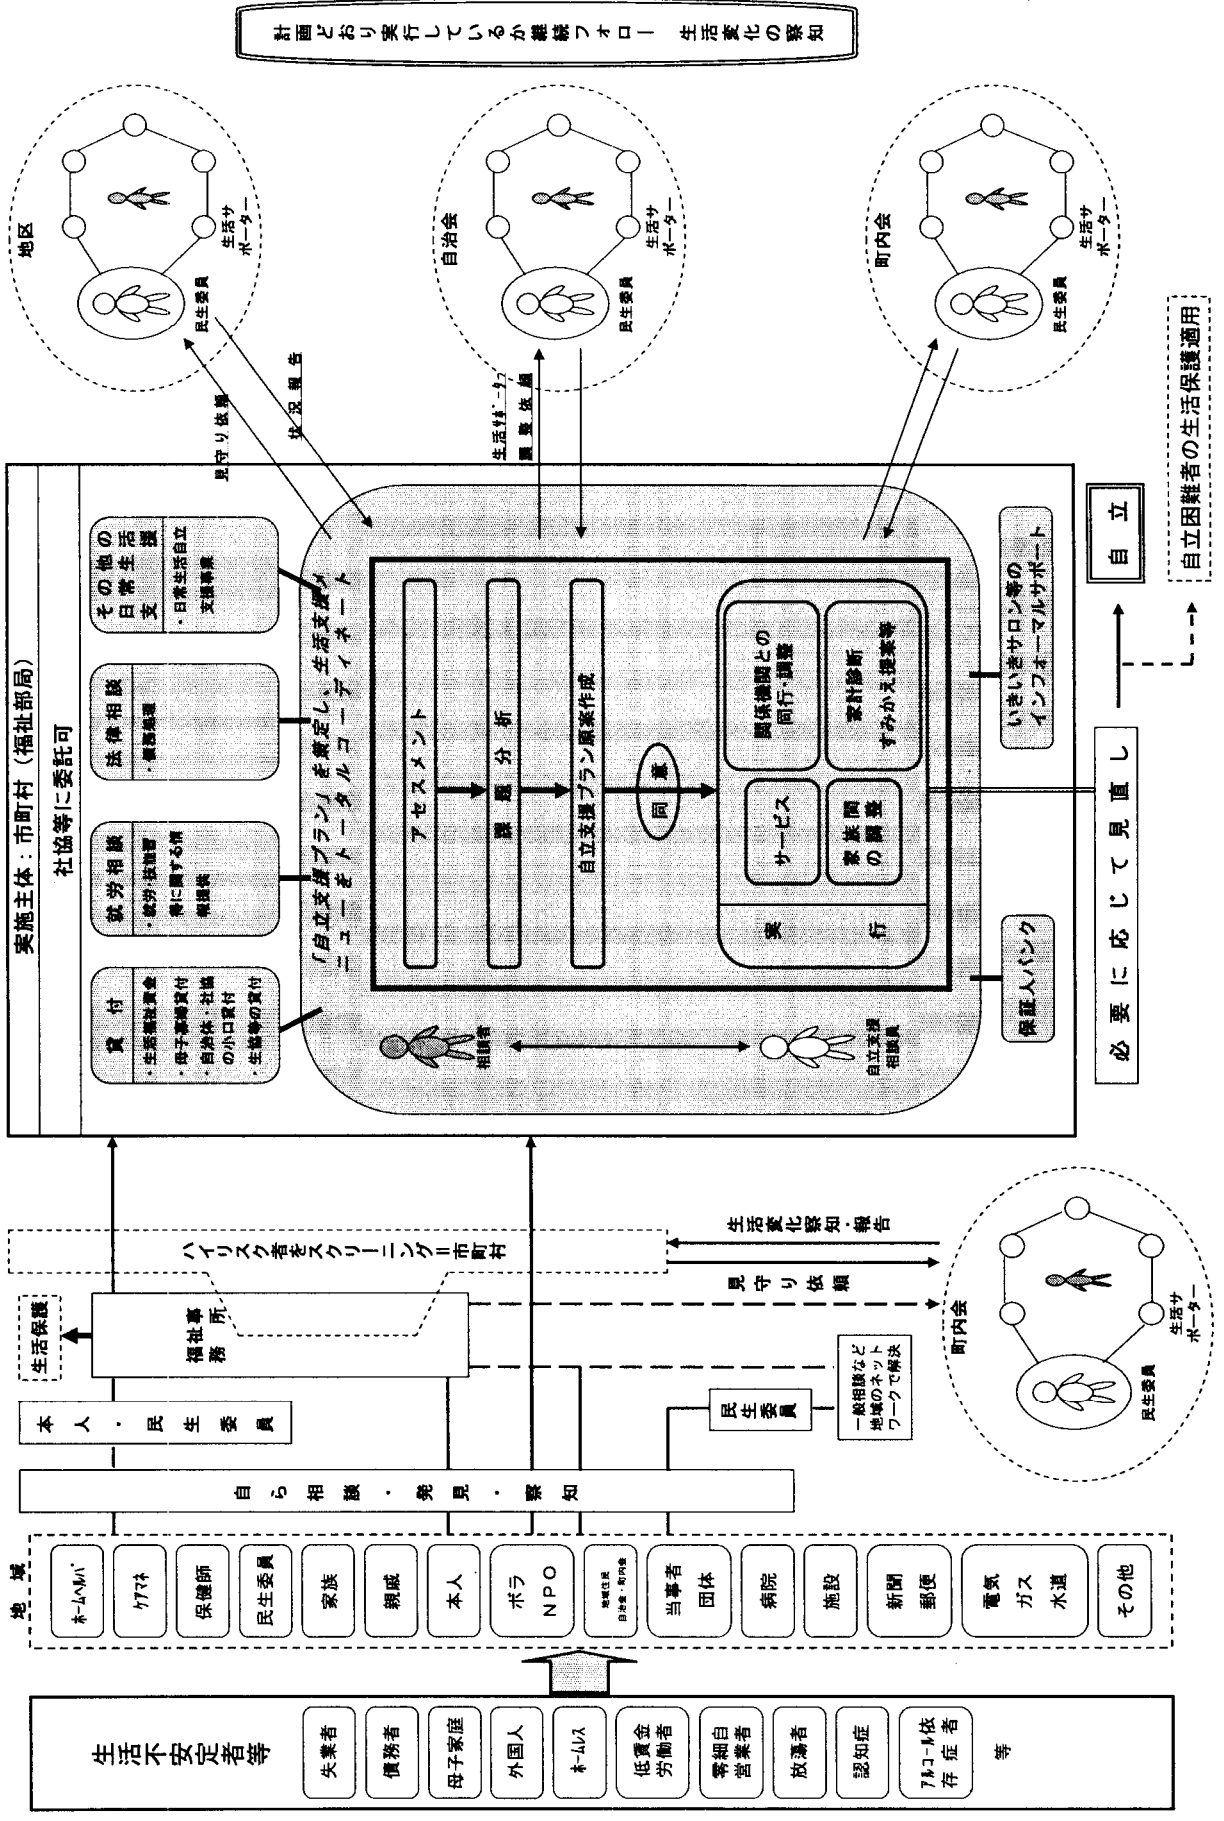 生活不安定者等
失業者
債務者
母子家庭
外国人
ﾎｰﾑﾚｽ
低賃金
労働者
零細自
営業者
放浪者
認知症
ｱﾙｺｰﾙ依
存症者
等
地域
ﾎｰﾑﾍﾙﾊﾟ
ｹｱﾏﾈ
保健師
民生委員
家族
親戚
本人
ボラ
NPO
地域住民
自治会・町内会
当事者
団体
病院
施設
新聞
郵便
電気
ガス
水道
その他
自ら相談・発見・察知
本人・民生委員
生活保護
福祉事
務所
ハイリスク者をスクリーニング=市町村
民生
委員
一般相談など
地域のネット
ワークで解決
見守り依頼
生活変化察知・報告
町内会
民生委員
生活サ
ポーター
実施主体:市町村(福祉部局)
社協等に委託可
貸付
・生活福祉資金
・母子寡婦貸付
・自治体・社協
の小口貸付
・生協等の貸付
就労相談
・就労・技能習
得に関する情
報提供
法律相談
・債務処理
その他の
日常生活
支援
・日常生活自立
支援事業
「自立支援プラン」を策定し、生活支援メ
ニューをトータルコーディネート
相談者
自立支援
相談員
アセスメント
課題分析
自立支援プラン原案作成
同意
実行
サービス
関係機関との
同行・調整
家族間
の調整
家計診断
すみかえ提案等
保証人バンク
いきいきサロン等の
インフォーマルサポート
必要に応じて見直し
自立
自立困難者の生活保護適用
見守り依頼
状況報告
地区
民生委員
生活サ
ポーター
調整依頼
自治会
民生委員
生活サ
ポーター
町内会
民生委員
生活サ
ポーター
計画どおり実行しているか継続フォロー 生活変化の察知